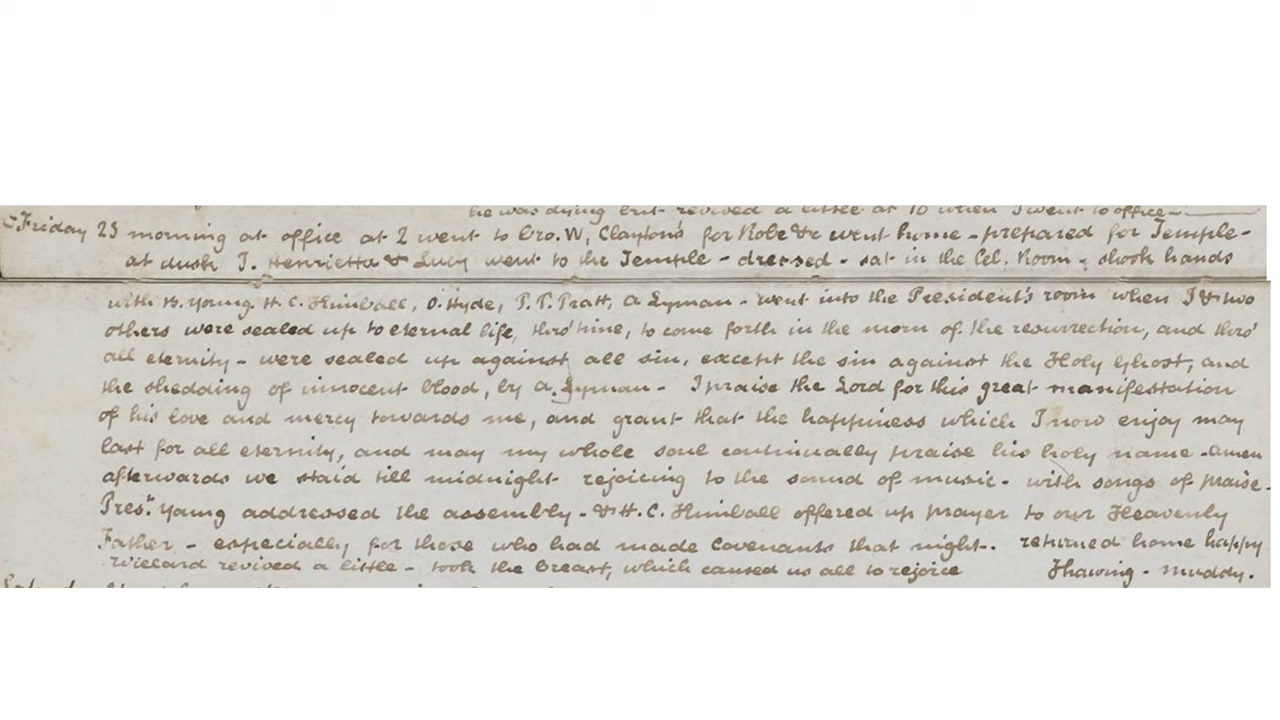 he was dying but revived a little at 10 when I went to office —
Friday 23 morning at office at 2 went to Bro. W, Clayton's for Robe &c went home - prepared for Temple -
at dusk I. Henrietta & Lucy went to the Temple - dressed - sat in the Cel. Room - shook hands
with B. Young. H. C. Kimball, O. Hyde, P. P. Pratt, A Lyman - went into the President's room when I & two
others were sealed up to eternal life, thro' time, to come forth in the morn of the resurrection, and thro'
all eternity - were sealed up against all sin, except the sin against the Holy Ghost, and
the shedding of innocent blood, by A. Lyman - I praise the Lord for this great manifestation
of his love and mercy towards me, and grant that the happiness which I now enjoy may
last for all eternity, and may my whole soul continually praise his holy name - amen
afterwards we staid till midnight rejoicing to the sound of music - with songs of praise -
Pres.t Young addressed the assembly - & H. C. Kimball offered up prayer to our Heavenly
Father - especially for those who had made covenants that night. returned home happy
Willard revived a little - took the breast, which caused us all to rejoice Thawing - muddy.